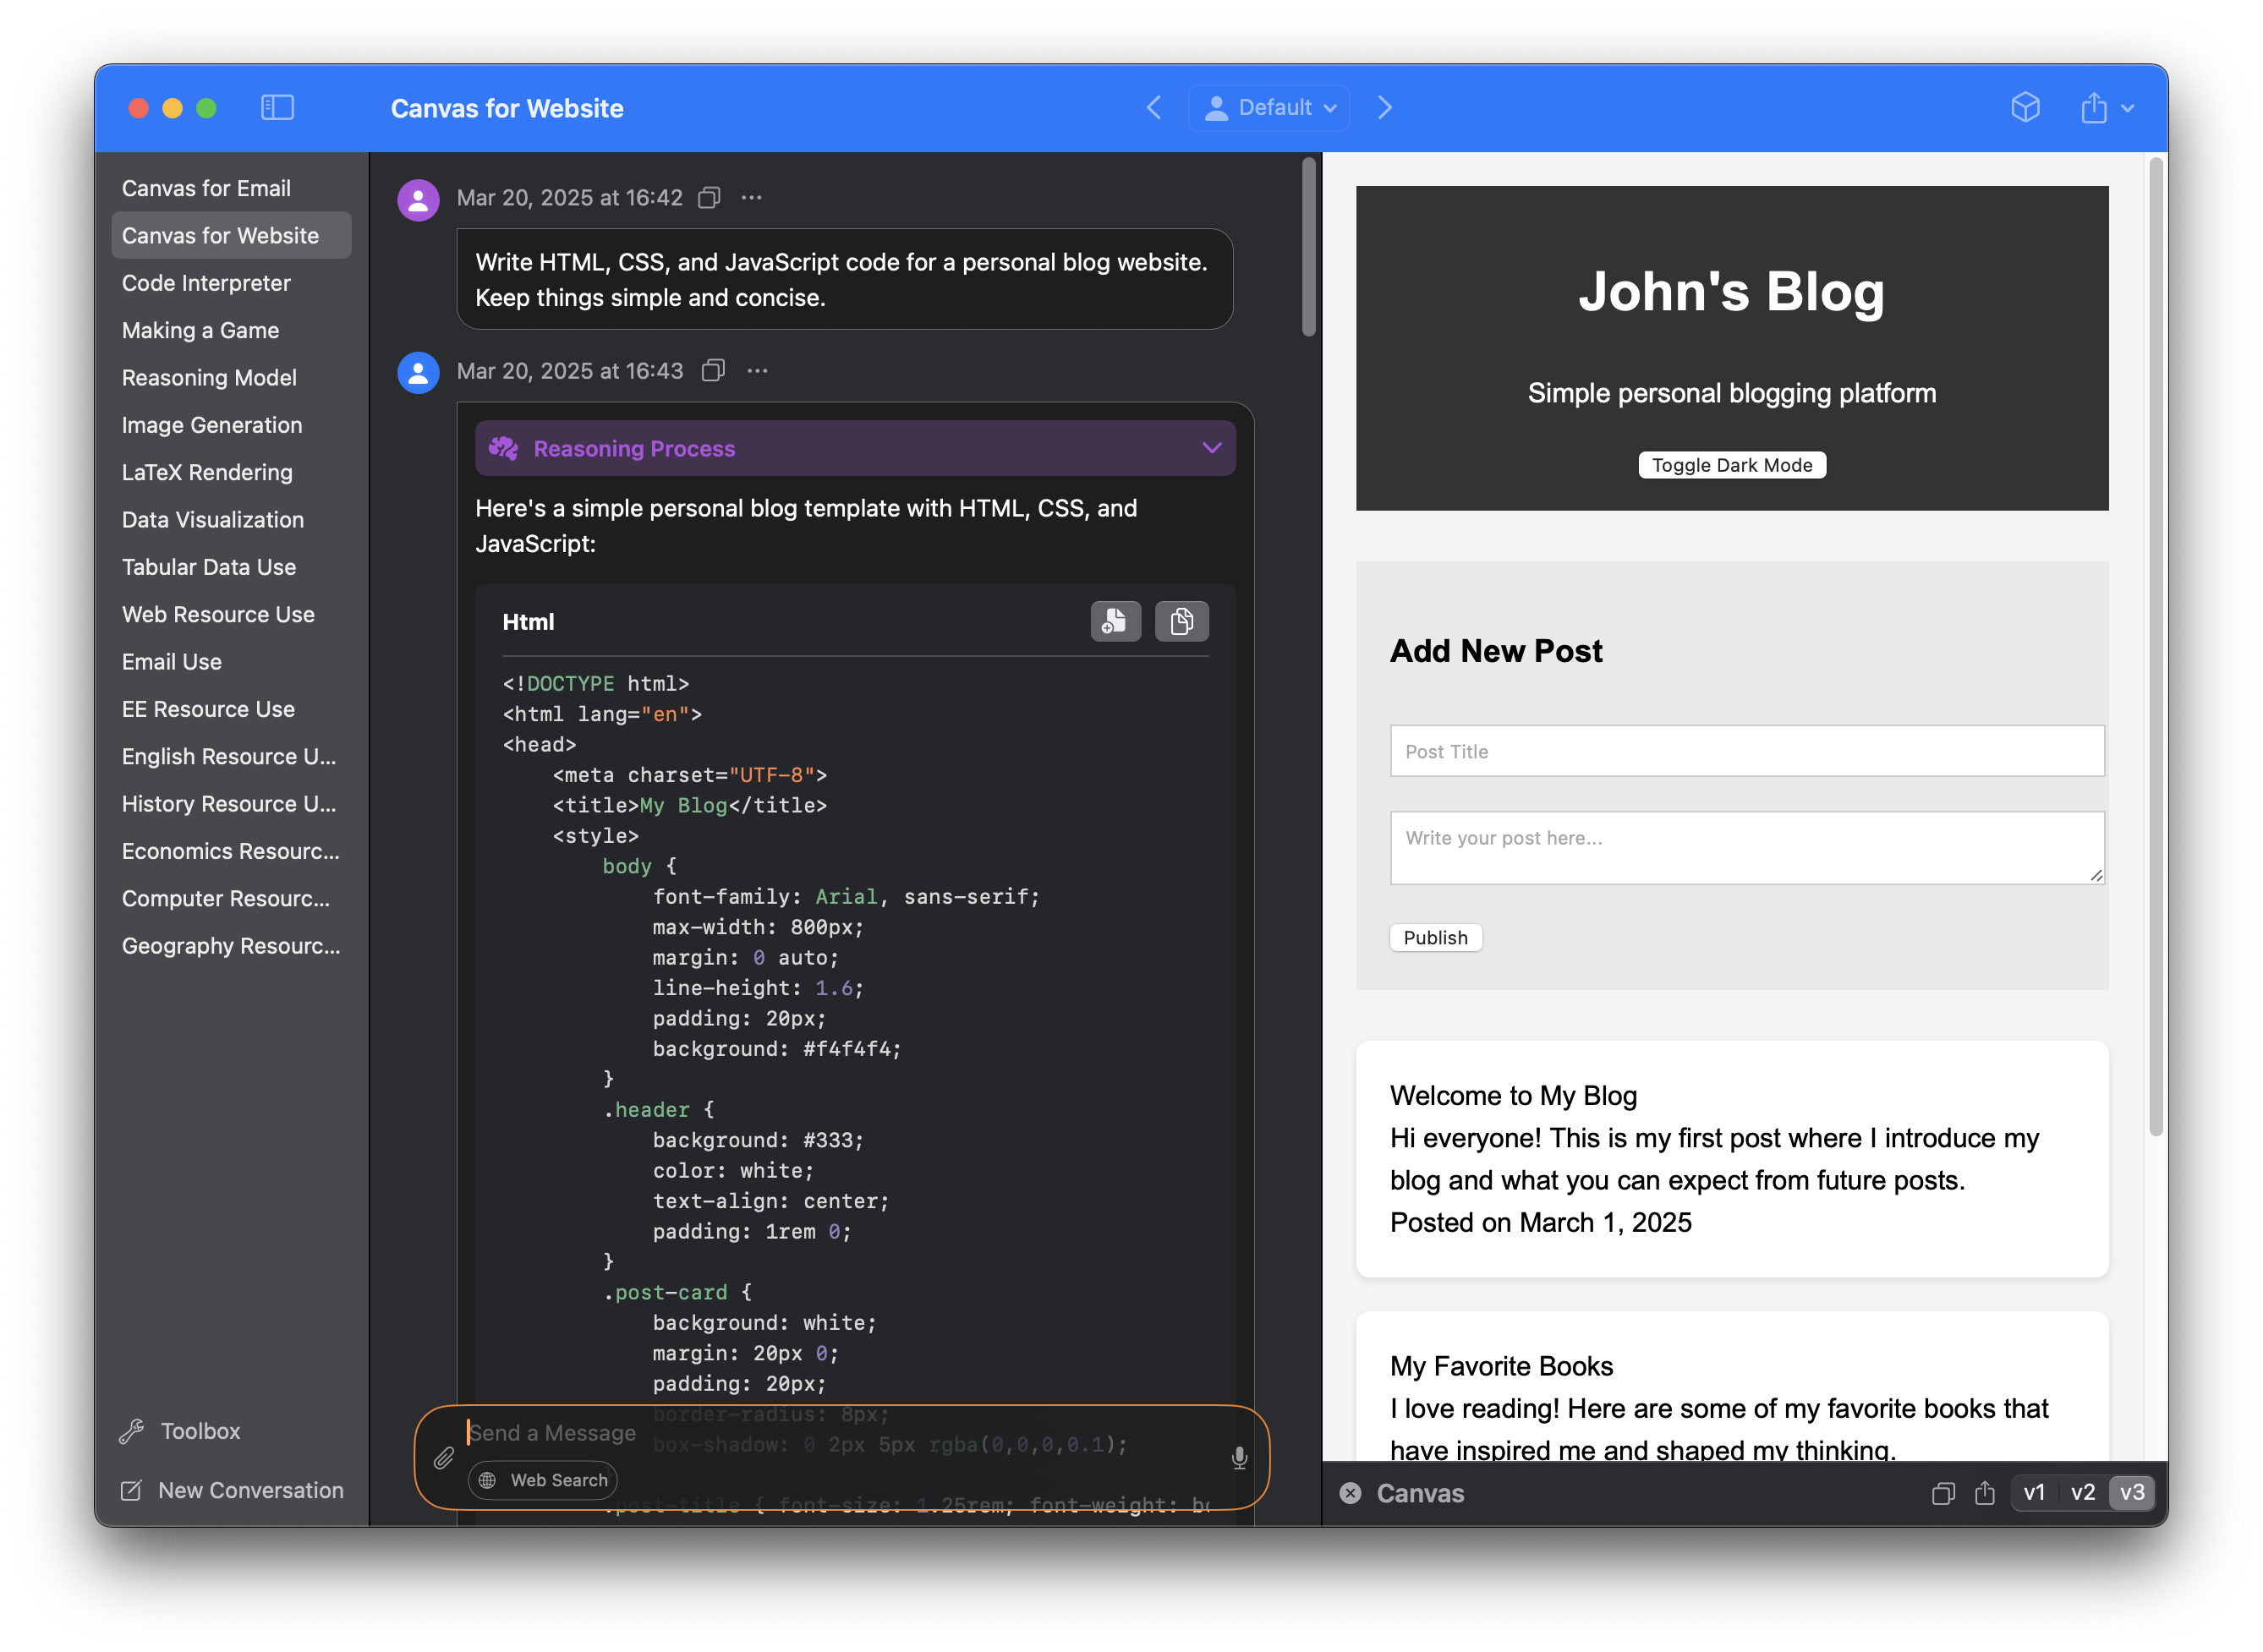 Canvas for Website
Default
Canvas for Email
Canvas for Website
Code Interpreter
Making a Game
Reasoning Model
Image Generation
LaTeX Rendering
Data Visualization
Tabular Data Use
Web Resource Use
Email Use
EE Resource Use
English Resource U...
History Resource U...
Economics Resourc...
Computer Resourc...
Geography Resourc...
Toolbox
New Conversation
Mar 20, 2025 at 16:42
Write HTML, CSS, and JavaScript code for a personal blog website.
Keep things simple and concise.
Mar 20, 2025 at 16:43
Reasoning Process
Here's a simple personal blog template with HTML, CSS, and
JavaScript:
Html
<!DOCTYPE html>
<html lang="en">
<head>
    <meta charset="UTF-8">
    <title>My Blog</title>
    <style>
        body {
            font-family: Arial, sans-serif;
            max-width: 800px;
            margin: 0 auto;
            line-height: 1.6;
            padding: 20px;
            background: #f4f4f4;
        }
        .header {
            background: #333;
            color: white;
            text-align: center;
            padding: 1rem 0;
        }
        .post-card {
            background: white;
            margin: 20px 0;
            padding: 20px;
            border-radius: 8px;
            box-shadow: 0 2px 5px rgba(0,0,0,0.1);
        .post-title { font-size: 1.25rem; font-weight: bo
Send a Message
Web Search
John's Blog
Simple personal blogging platform
Toggle Dark Mode
Add New Post
Post Title
Write your post here...
Publish
Welcome to My Blog
Hi everyone! This is my first post where I introduce my
blog and what you can expect from future posts.
Posted on March 1, 2025
My Favorite Books
I love reading! Here are some of my favorite books that
have inspired me and shaped my thinking.
Canvas
v1 v2 v3